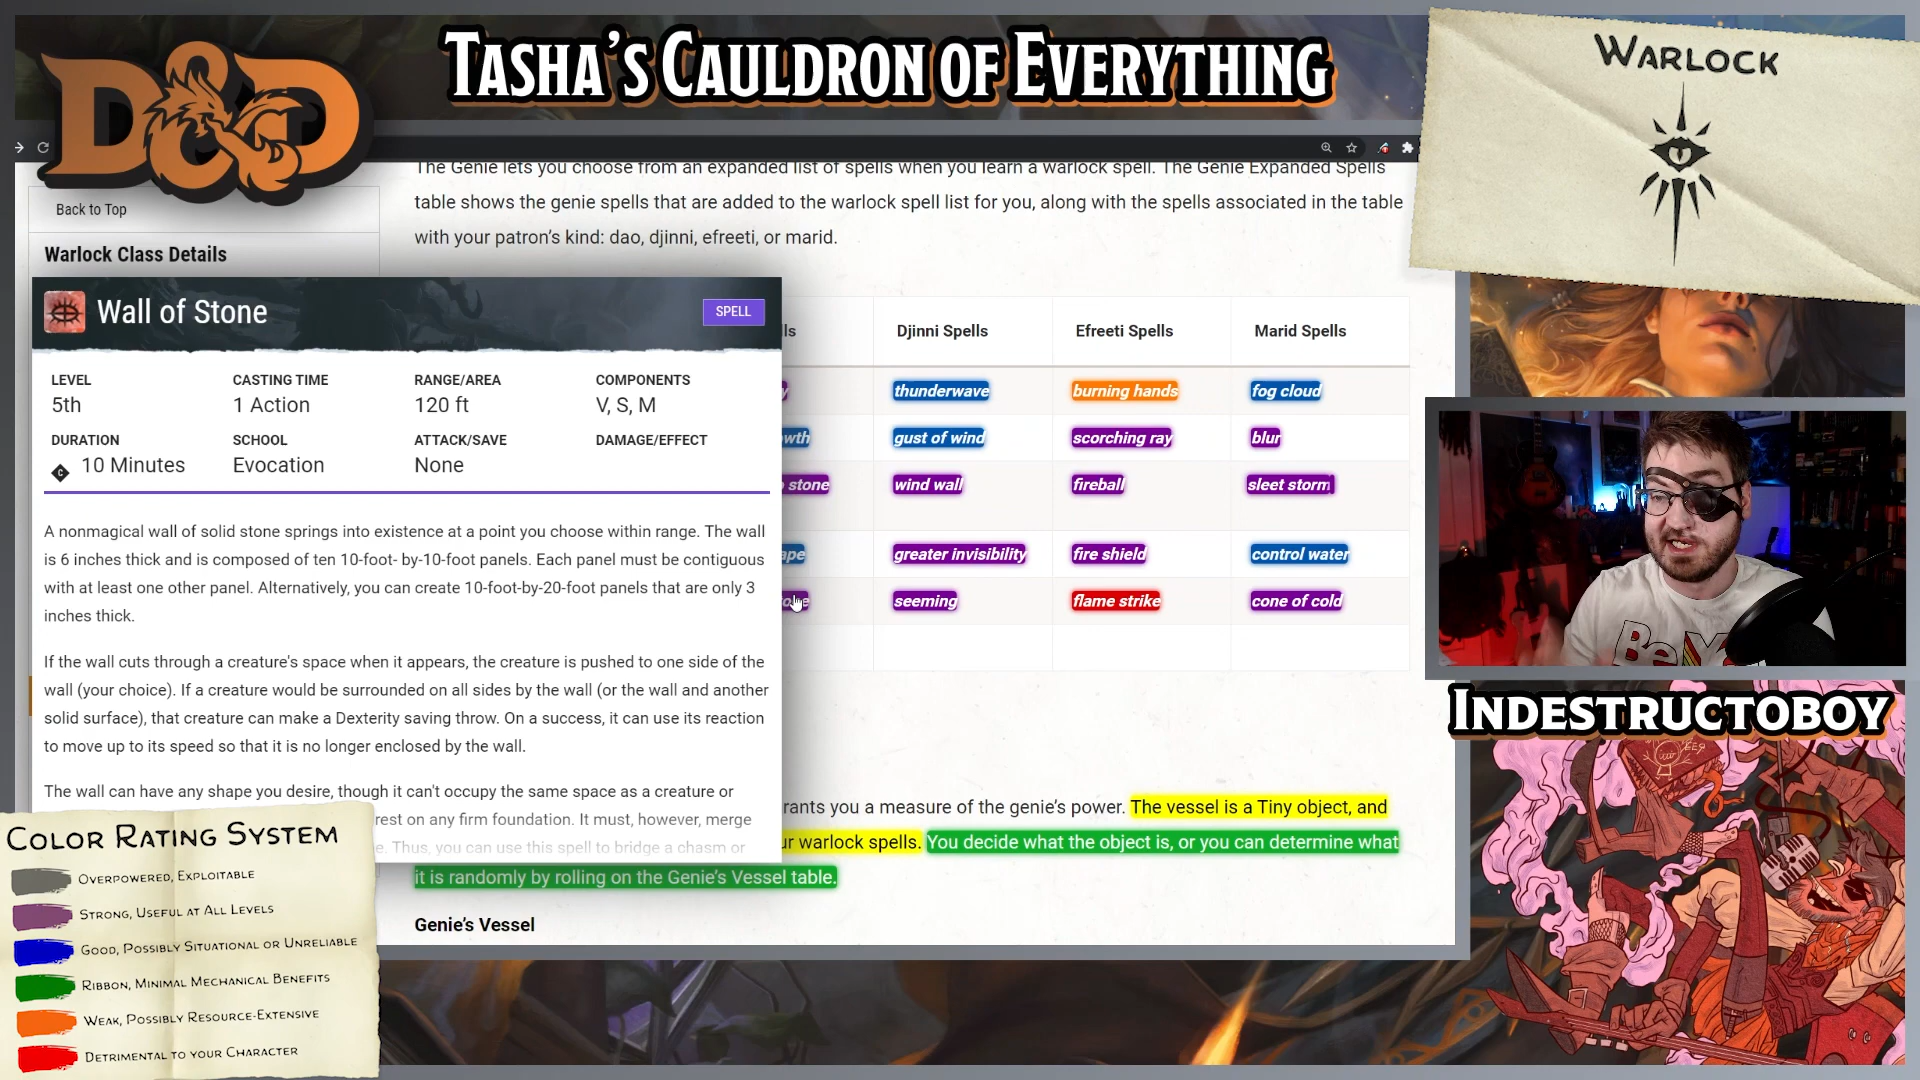 D&D
TASHA'S CAULDRON OF EVERYTHING
WARLOCK
The Genie lets you choose from an expanded list of spells when you learn a warlock spell. The Genie Expanded Spells
table shows the genie spells that are added to the warlock spell list for you, along with the spells associated in the table
with your patron's kind: dao, djinni, efreeti, or marid.
Back to Top
Warlock Class Details
Wall of Stone
SPELL
LEVEL CASTING TIME RANGE/AREA COMPONENTS
5th 1 Action 120 ft V, S, M
DURATION SCHOOL ATTACK/SAVE DAMAGE/EFFECT
10 Minutes Evocation None
A nonmagical wall of solid stone springs into existence at a point you choose within range. The wall
is 6 inches thick and is composed of ten 10-foot- by-10-foot panels. Each panel must be contiguous
with at least one other panel. Alternatively, you can create 10-foot-by-20-foot panels that are only 3
inches thick.
If the wall cuts through a creature's space when it appears, the creature is pushed to one side of the
wall (your choice). If a creature would be surrounded on all sides by the wall (or the wall and another
solid surface), that creature can make a Dexterity saving throw. On a success, it can use its reaction
to move up to its speed so that it is no longer enclosed by the wall.
The wall can have any shape you desire, though it can't occupy the same space as a creature or
rest on any firm foundation. It must, however, merge
e. Thus, you can use this spell to bridge a chasm or
ls Djinni Spells Efreeti Spells Marid Spells
y thunderwave burning hands fog cloud
wth gust of wind scorching ray blur
stone wind wall fireball sleet storm
ape greater invisibility fire shield control water
seeming flame strike cone of cold
rants you a measure of the genie's power. The vessel is a Tiny object, and
ur warlock spells. You decide what the object is, or you can determine what
it is randomly by rolling on the Genie's Vessel table.
Genie's Vessel
INDESTRUCTOBOY
COLOR RATING SYSTEM
OVERPOWERED, EXPLOITABLE
STRONG, USEFUL AT ALL LEVELS
GOOD, POSSIBLY SITUATIONAL OR UNRELIABLE
RIBBON, MINIMAL MECHANICAL BENEFITS
WEAK, POSSIBLY RESOURCE-EXTENSIVE
DETRIMENTAL TO YOUR CHARACTER